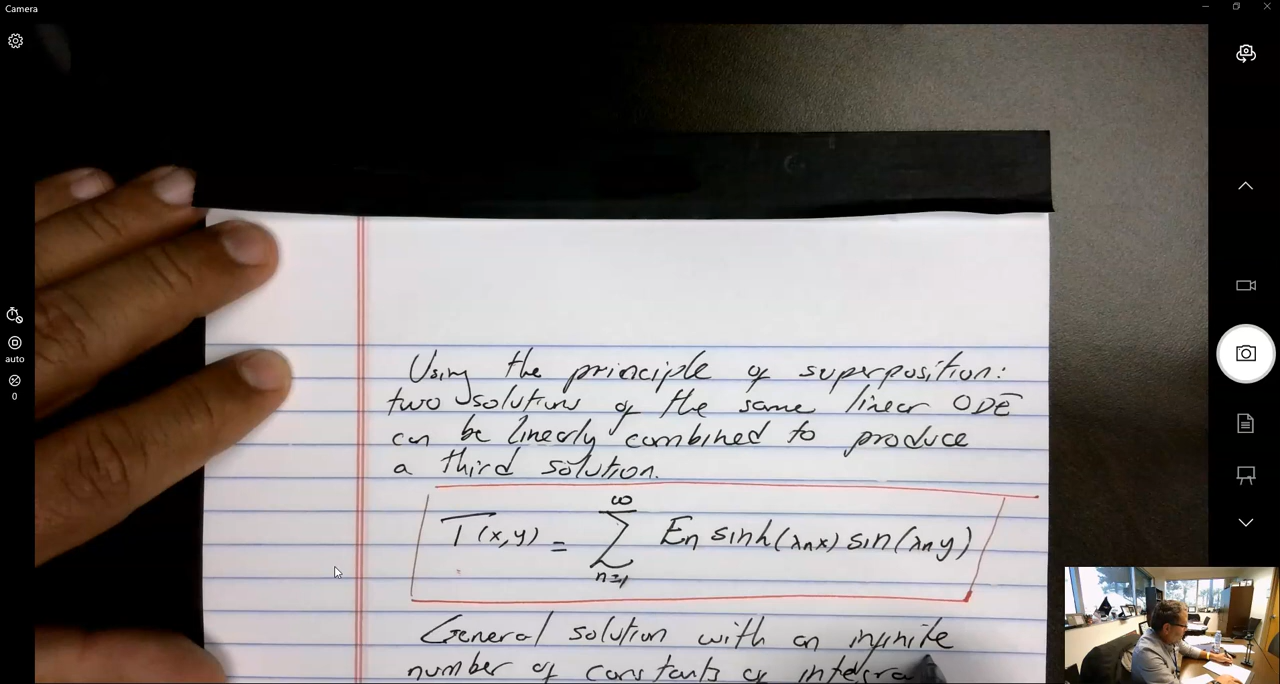 Camera
auto
0
Using the principle of superposition:
two solutions of the same linear ODE
can be linearly combined to produce
a third solution.
T(x,y) = ∑_{n=1}^{∞} En sinh(λnx) sin(λny)
General solution with an infinite
number of constants of integra